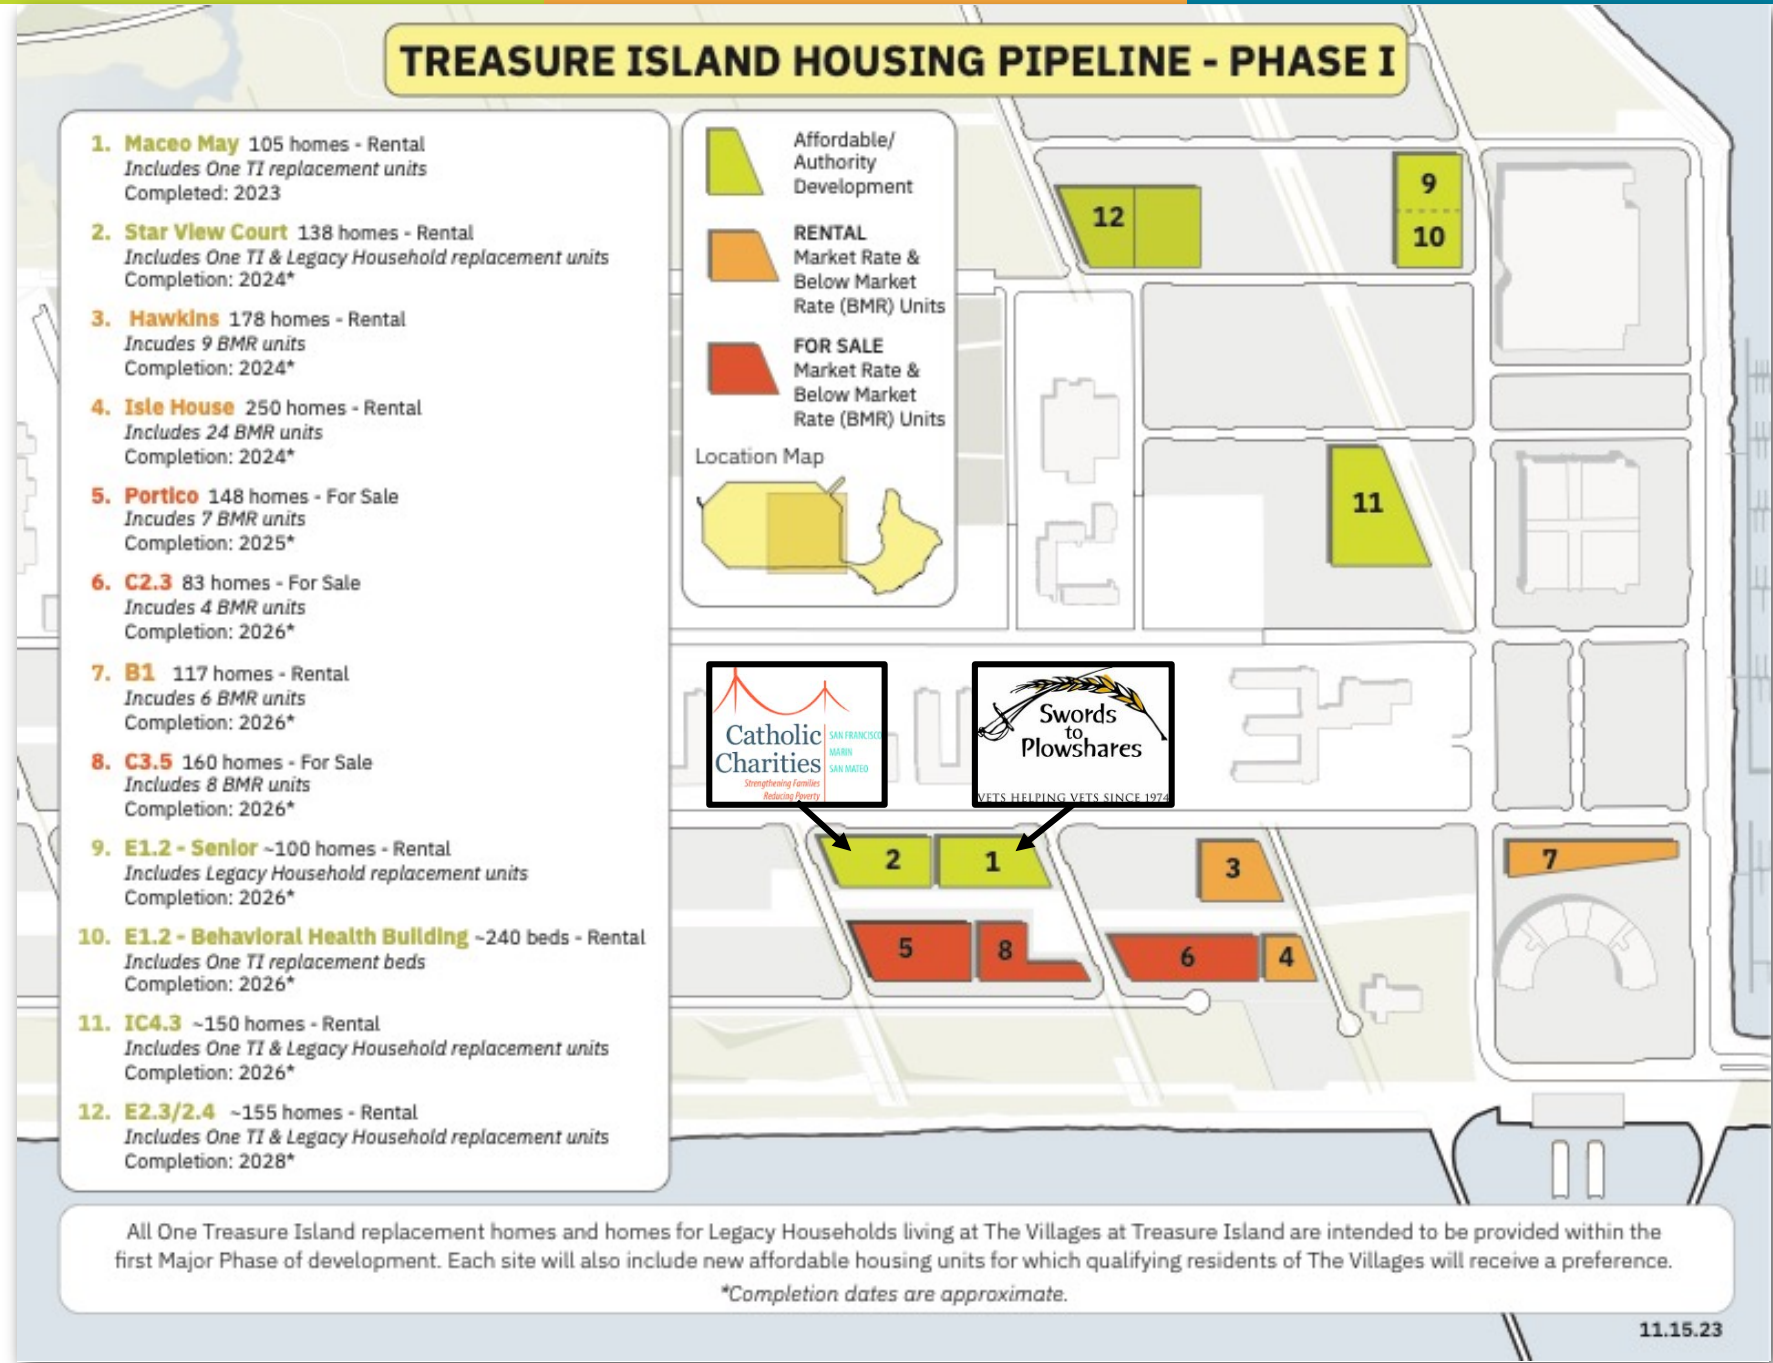 TREASURE ISLAND HOUSING PIPELINE - PHASE I
1. Maceo May 105 homes - Rental
Includes One TI replacement units
Completed: 2023
2. Star View Court 138 homes - Rental
Includes One TI & Legacy Household replacement units
Completion: 2024*
3. Hawkins 178 homes - Rental
Incudes 9 BMR units
Completion: 2024*
4. Isle House 250 homes - Rental
Includes 24 BMR units
Completion: 2024*
5. Portico 148 homes - For Sale
Incudes 7 BMR units
Completion: 2025*
6. C2.3 83 homes - For Sale
Incudes 4 BMR units
Completion: 2026*
7. B1 117 homes - Rental
Incudes 6 BMR units
Completion: 2026*
8. C3.5 160 homes - For Sale
Includes 8 BMR units
Completion: 2026*
9. E1.2 - Senior ~100 homes - Rental
Includes Legacy Household replacement units
Completion: 2026*
10. E1.2 - Behavioral Health Building ~240 beds - Rental
Includes One TI replacement beds
Completion: 2026*
11. IC4.3 ~150 homes - Rental
Includes One TI & Legacy Household replacement units
Completion: 2026*
12. E2.3/2.4 ~155 homes - Rental
Includes One TI & Legacy Household replacement units
Completion: 2028*
Affordable/
Authority
Development
RENTAL
Market Rate &
Below Market
Rate (BMR) Units
FOR SALE
Market Rate &
Below Market
Rate (BMR) Units
Location Map
12
9
10
11
Catholic
Charities
SAN FRANCISCO
MARIN
SAN MATEO
Strengthening Families
Reducing Poverty
Swords
to
Plowshares
VETS HELPING VETS SINCE 1974
2
1
3
7
5
8
6
4
All One Treasure Island replacement homes and homes for Legacy Households living at The Villages at Treasure Island are intended to be provided within the
first Major Phase of development. Each site will also include new affordable housing units for which qualifying residents of The Villages will receive a preference.
*Completion dates are approximate.
11.15.23